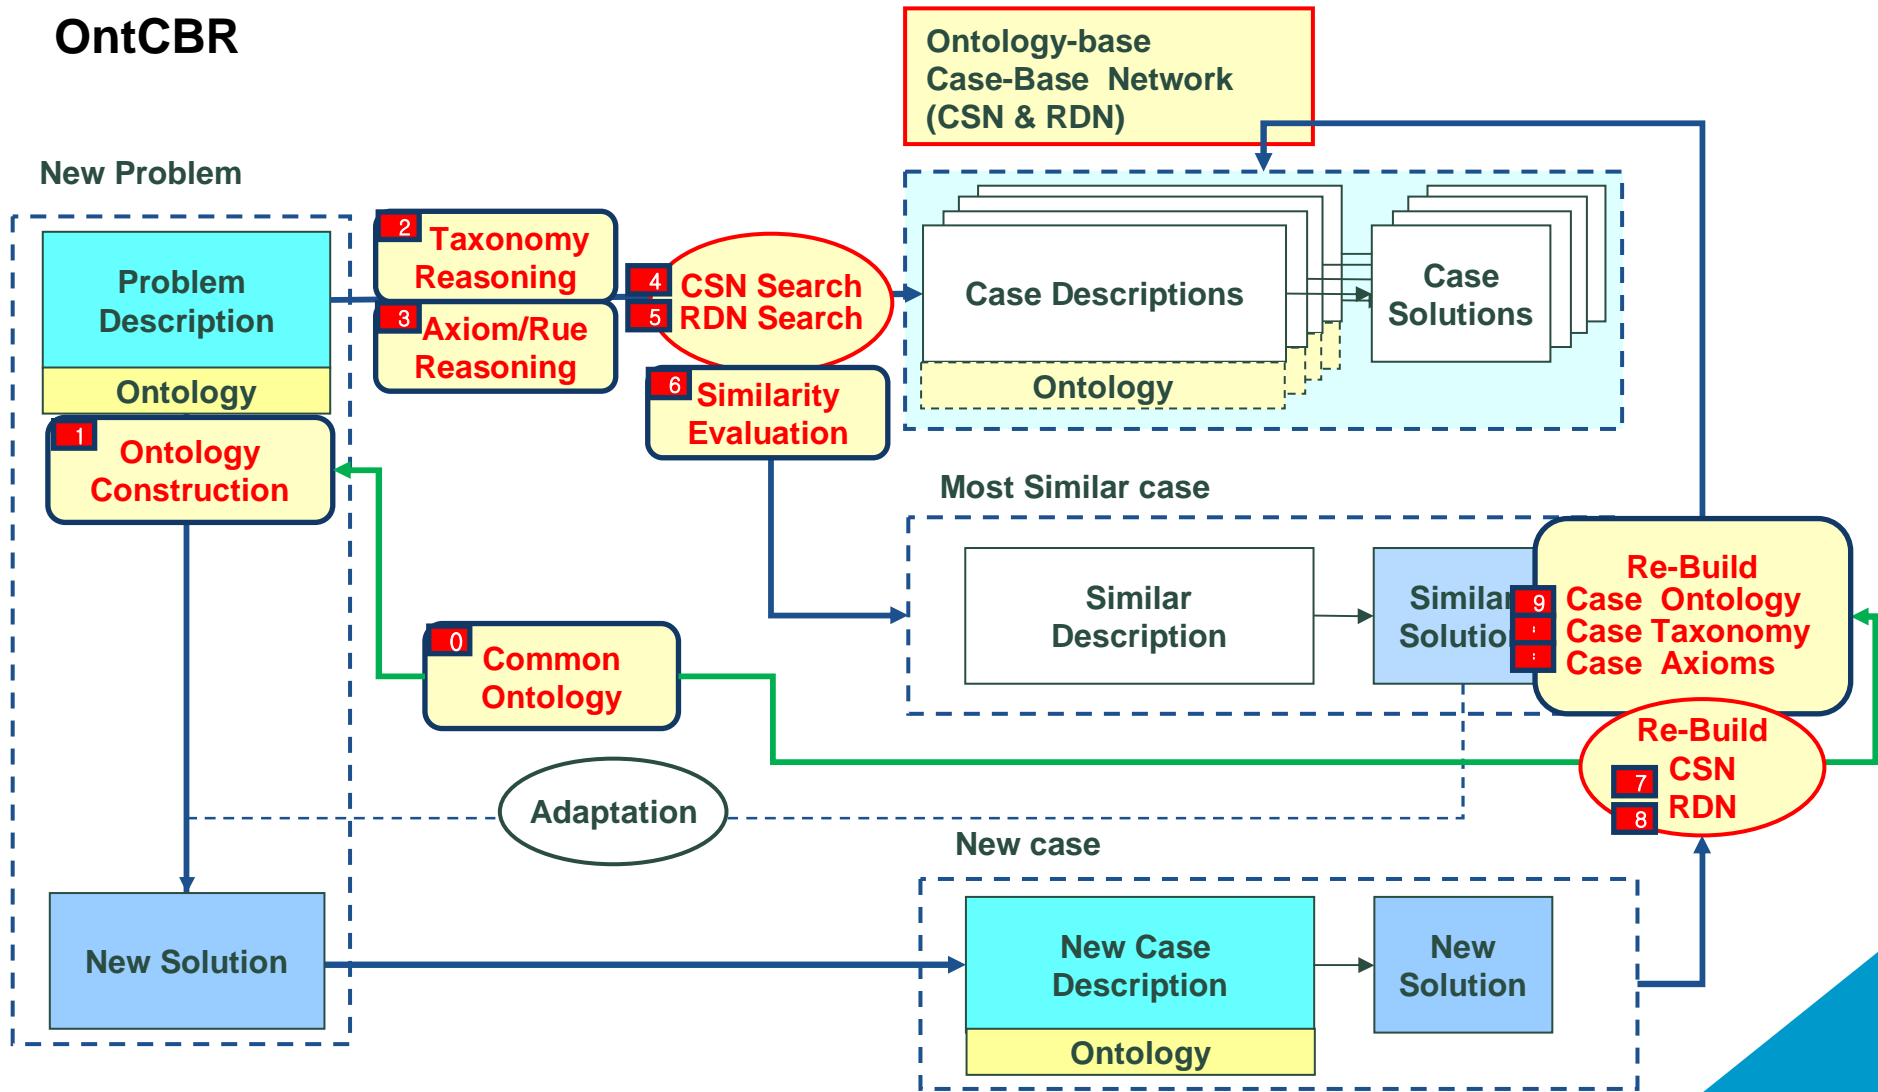 OntCBR
Ontology-base
Case-Base Network
(CSN & RDN)
New Problem
Problem
Description
Ontology
1
Ontology
Construction
2
Taxonomy
Reasoning
3
Axiom/Rue
Reasoning
4
CSN Search
5
RDN Search
6
Similarity
Evaluation
Case Descriptions
Ontology
Case
Solutions
Most Similar case
Similar
Description
Similar
Solution
Re-Build
9
Case Ontology
Case Taxonomy
Case Axioms
0
Common
Ontology
Re-Build
7
CSN
8
RDN
Adaptation
New case
New Solution
New Case
Description
Ontology
New
Solution